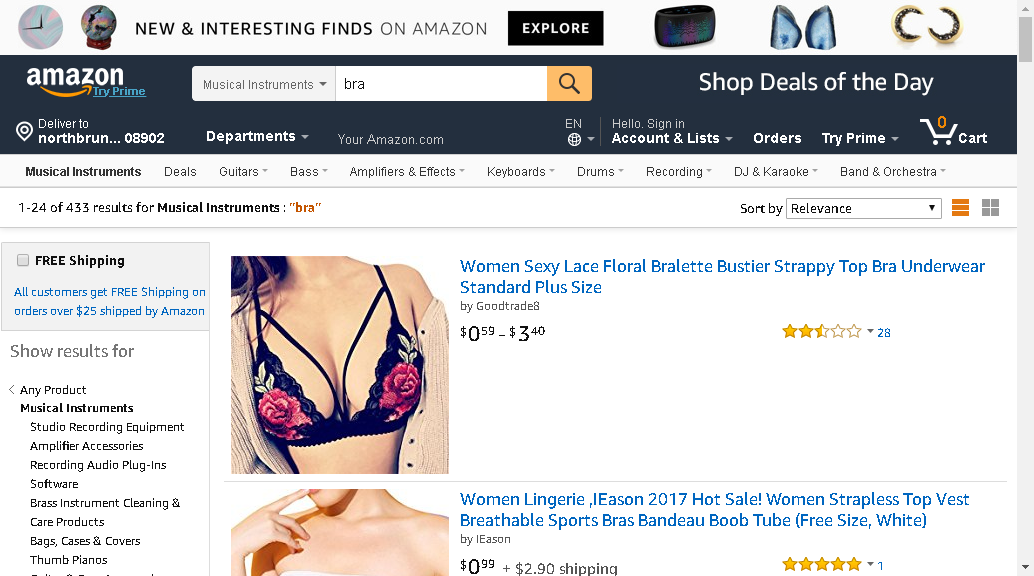 NEW & INTERESTING FINDS ON AMAZON
EXPLORE
amazon
Try Prime
Musical Instruments
bra
Shop Deals of the Day
Deliver to
northbrun... 08902
Departments
Your Amazon.com
EN
Hello. Sign in
Account & Lists
Orders
Try Prime
0
Cart
Musical Instruments Deals Guitars Bass Amplifiers & Effects Keyboards Drums Recording DJ & Karaoke Band & Orchestra
1-24 of 433 results for Musical Instruments : "bra"
Sort by Relevance
FREE Shipping
All customers get FREE Shipping on
orders over $25 shipped by Amazon
Show results for
Any Product
Musical Instruments
Studio Recording Equipment
Amplifier Accessories
Recording Audio Plug-Ins
Software
Brass Instrument Cleaning &
Care Products
Bags, Cases & Covers
Thumb Pianos
Women Sexy Lace Floral Bralette Bustier Strappy Top Bra Underwear
Standard Plus Size
by Goodtrade8
$0 59 - $3 40
28
Women Lingerie ,IEason 2017 Hot Sale! Women Strapless Top Vest
Breathable Sports Bras Bandeau Boob Tube (Free Size, White)
by IEason
$0 99 + $2.90 shipping
1